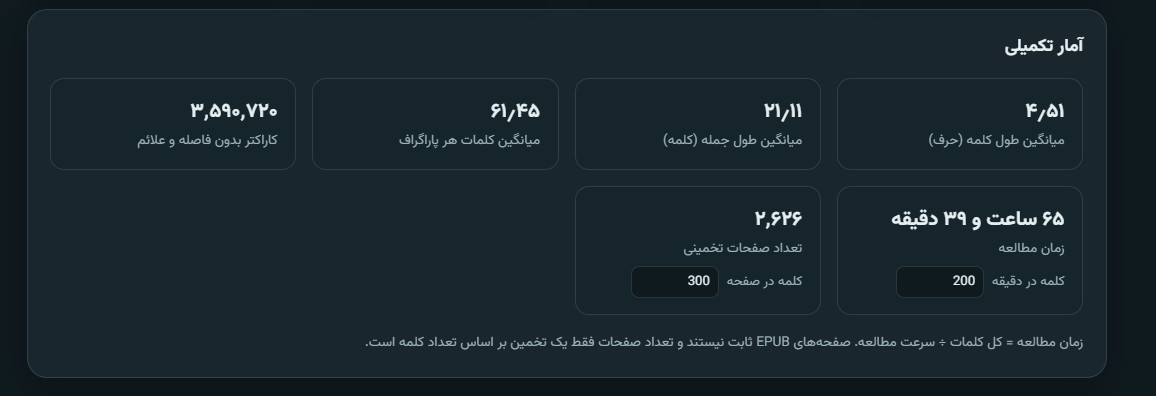 آمار تکمیلی
۴٫۵۱
میانگین طول کلمه (حرف)
۲۱٫۱۱
میانگین طول جمله (کلمه)
۶۱٫۴۵
میانگین کلمات هر پاراگراف
۳,۵۹۰,۷۲۰
کاراکتر بدون فاصله و علائم
۶۵ ساعت و ۳۹ دقیقه
زمان مطالعه
کلمه در دقیقه 200
۲,۶۲۶
تعداد صفحات تخمینی
کلمه در صفحه 300
زمان مطالعه = کل کلمات ÷ سرعت مطالعه. صفحه‌های EPUB ثابت نیستند و تعداد صفحات فقط یک تخمین بر اساس تعداد کلمه است.